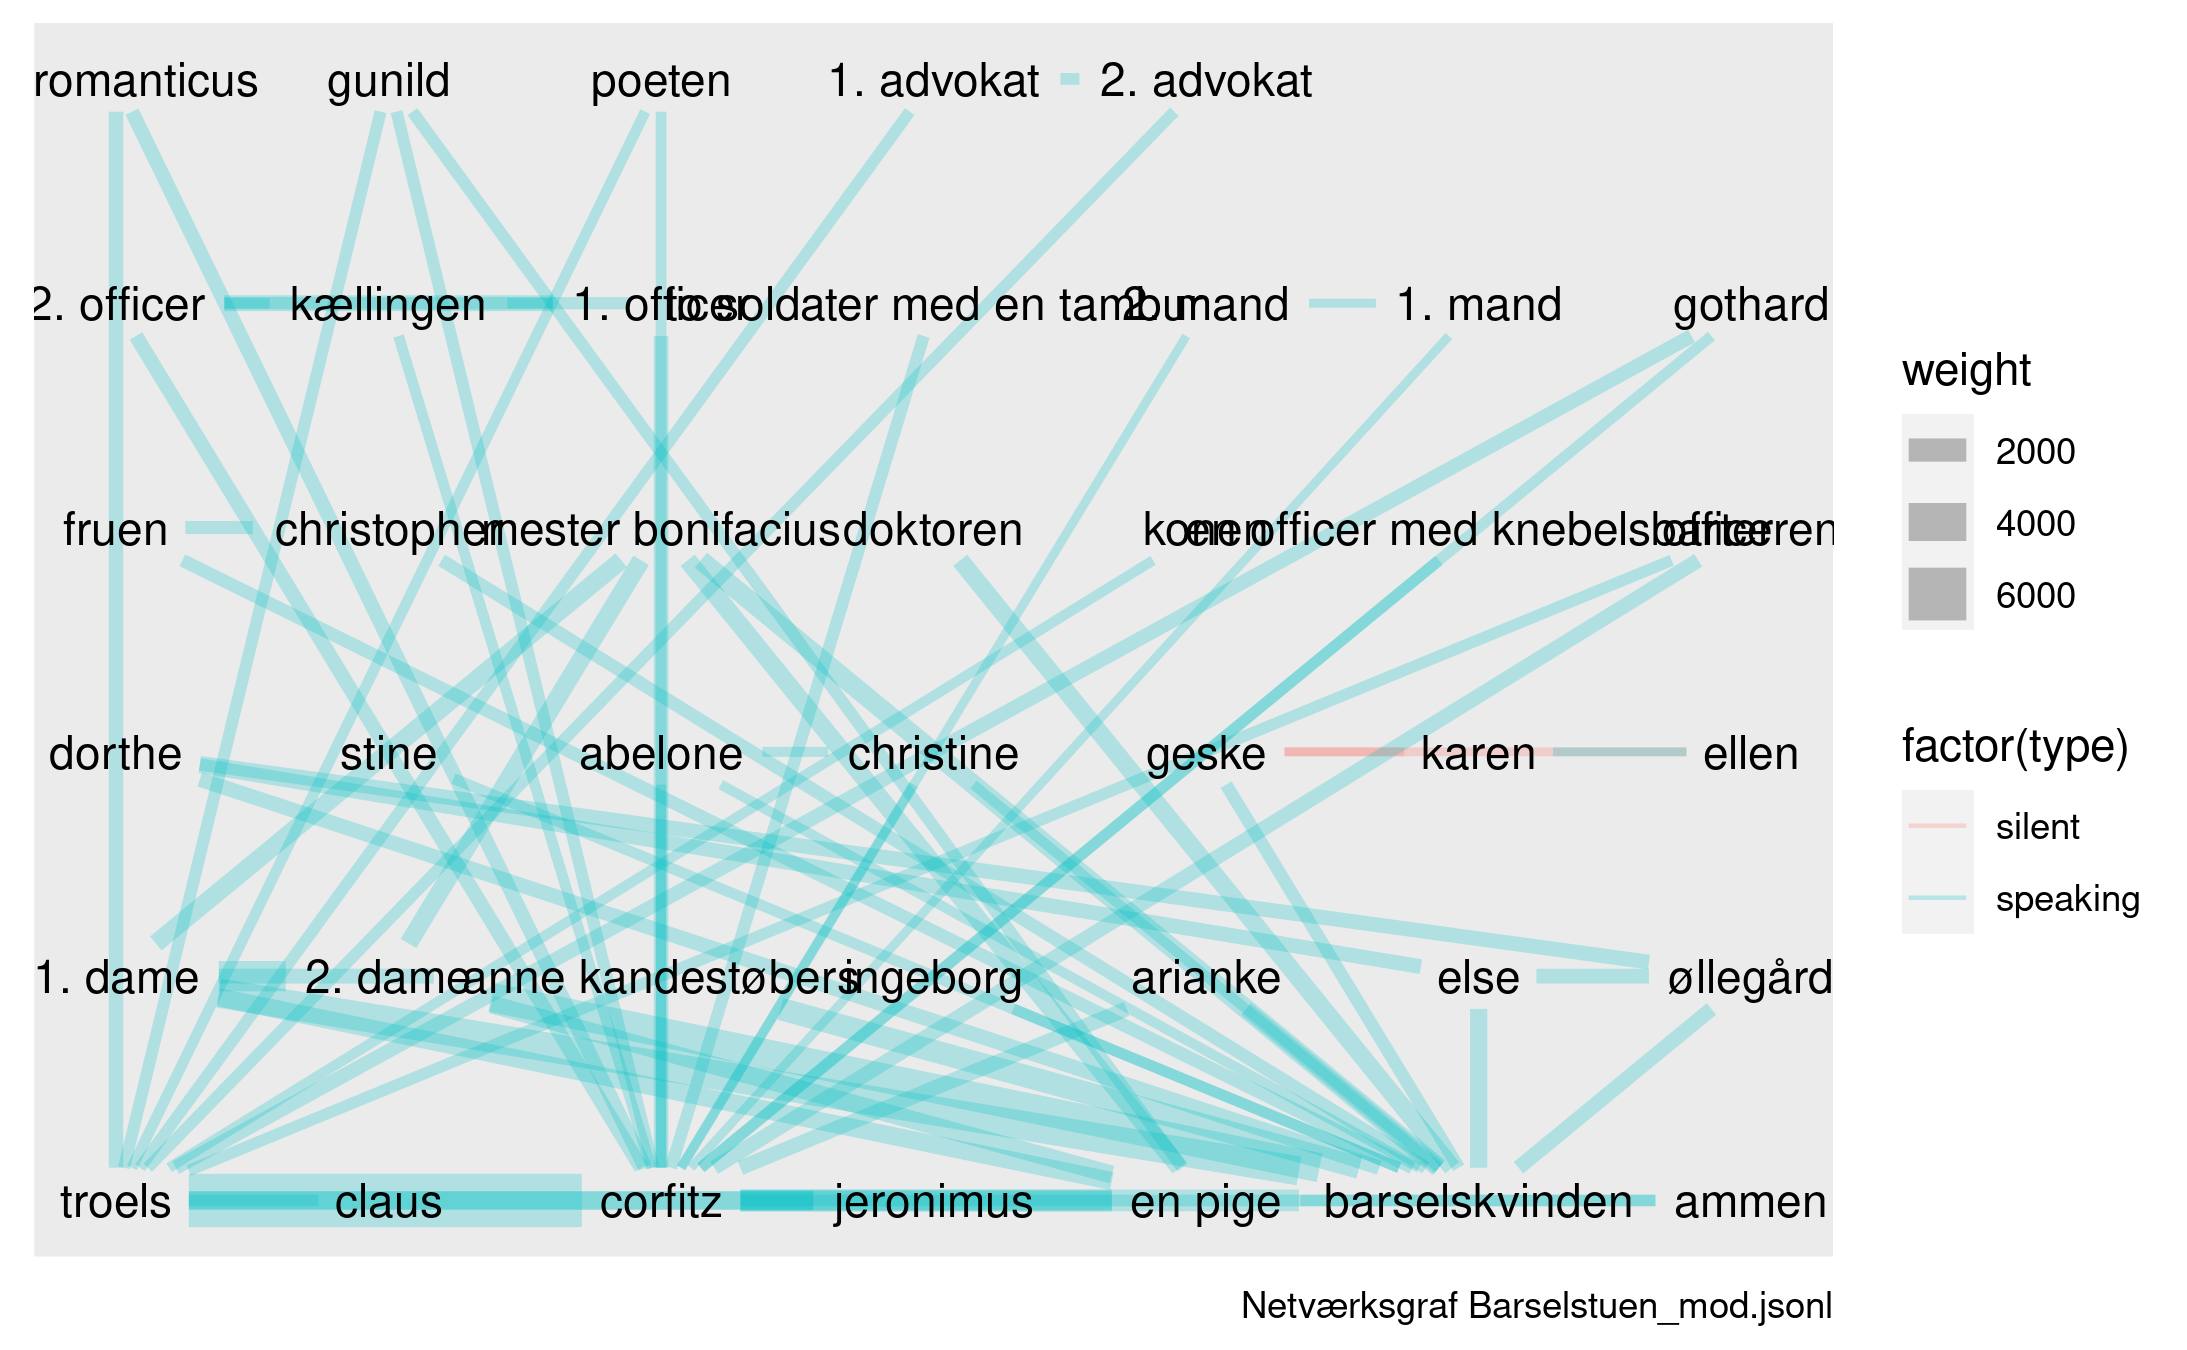 romanticus gunild poeten 1. advokat 2. advokat
2. officer kællingen 1. officer to soldater med en tambur 2. mand 1. mand gothard
fruen christopher mester bonifacius doktoren konen en officer med knebelsbarter officeren
dorthe stine abelone christine geske karen ellen
1. dame 2. dame anne kandestøbers ingeborg arianke else øllegård
troels claus corfitz jeronimus en pige barselskvinden ammen
weight
2000
4000
6000
factor(type)
silent
speaking
Netværksgraf Barselstuen_mod.jsonl